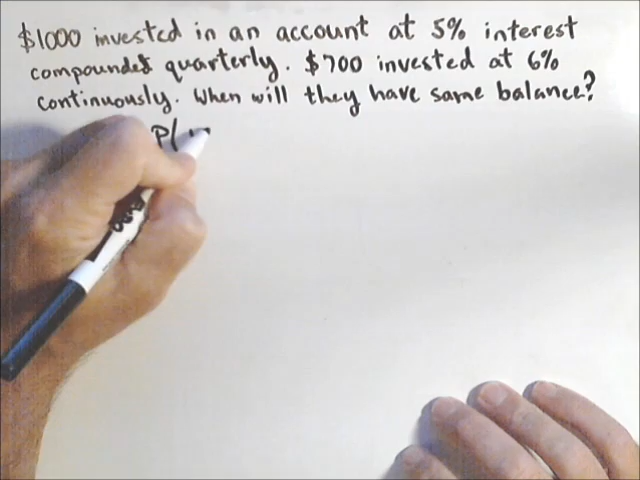 $1000 invested in an account at 5% interest
compounded quarterly. $700 invested at 6%
continuously. When will they have same balance?
P(